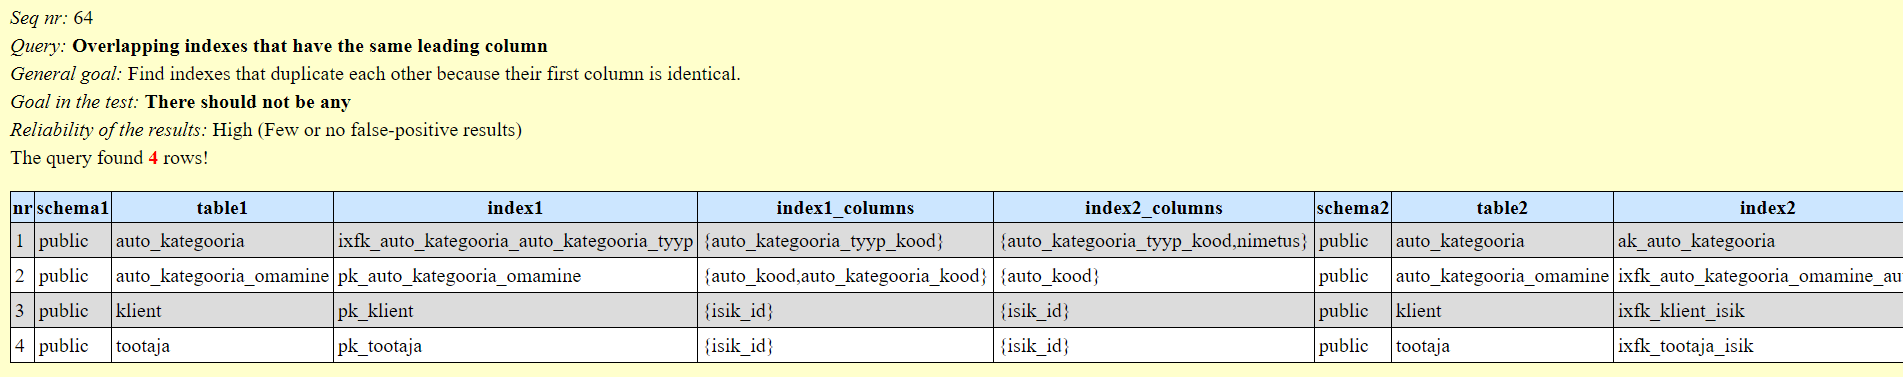 Seq nr: 64
Query: Overlapping indexes that have the same leading column
General goal: Find indexes that duplicate each other because their first column is identical.
Goal in the test: There should not be any
Reliability of the results: High (Few or no false-positive results)
The query found 4 rows!
nr schema1 table1 index1 index1_columns index2_columns schema2 table2 index2
1 public auto_kategooria ixfk_auto_kategooria_auto_kategooria_tyyp {auto_kategooria_tyyp_kood} {auto_kategooria_tyyp_kood,nimetus} public auto_kategooria ak_auto_kategooria
2 public auto_kategooria_omamine pk_auto_kategooria_omamine {auto_kood,auto_kategooria_kood} {auto_kood} public auto_kategooria_omamine ixfk_auto_kategooria_omamine_au
3 public klient pk_klient {isik_id} {isik_id} public klient ixfk_klient_isik
4 public tootaja pk_tootaja {isik_id} {isik_id} public tootaja ixfk_tootaja_isik